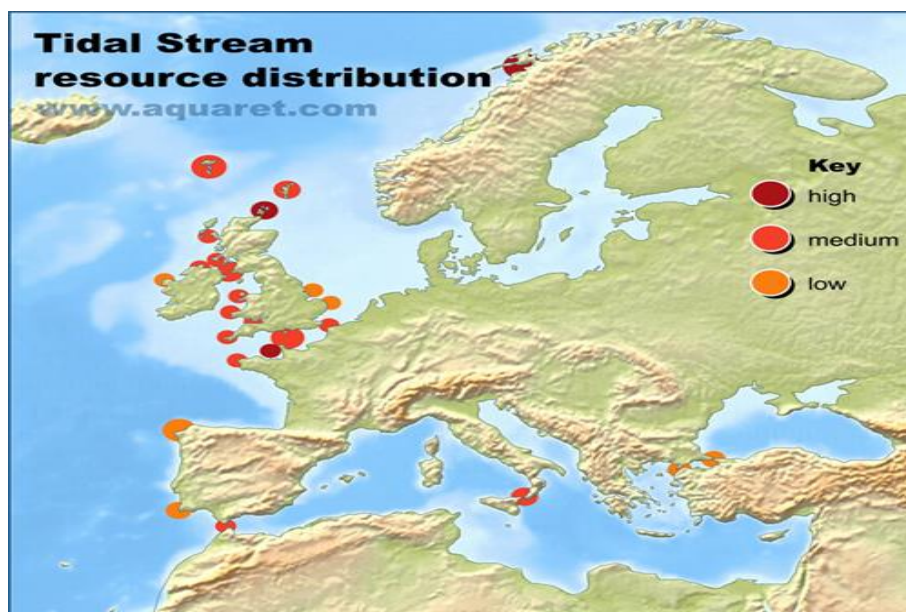 Tidal Stream
resource distribution
www.aquaret.com
Key
high
medium
low